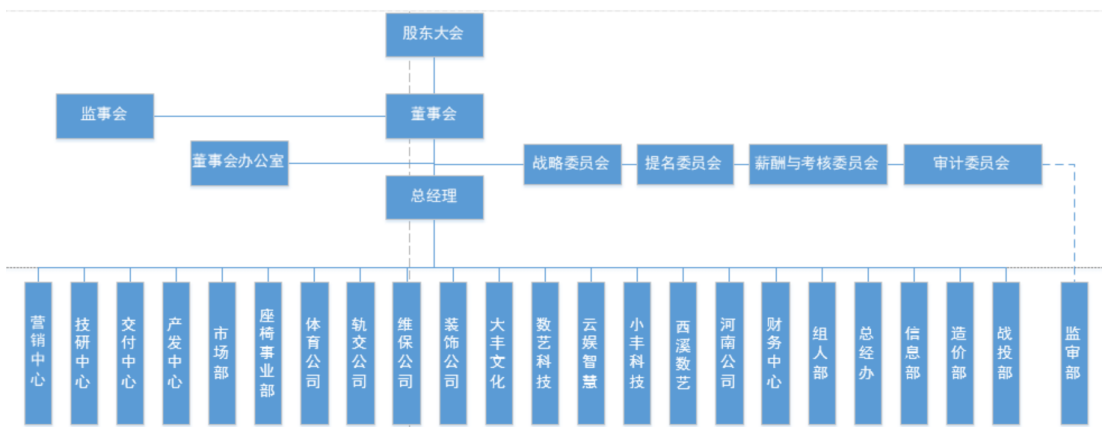 股东大会
监事会
董事会
董事会办公室
战略委员会
提名委员会
薪酬与考核委员会
审计委员会
总经理
营销中心
技研中心
交付中心
产发中心
市场部
座椅事业部
体育公司
轨交公司
维保公司
装饰公司
大丰文化
数艺科技
云娱智慧
小丰科技
西溪数艺
河南公司
财务中心
组人部
总经办
信息部
造价部
战投部
监审部